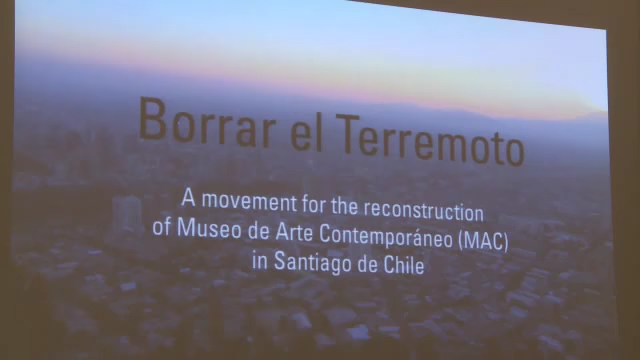 Borrar el Terremoto
A movement for the reconstruction
of Museo de Arte Contemporáneo (MAC)
in Santiago de Chile